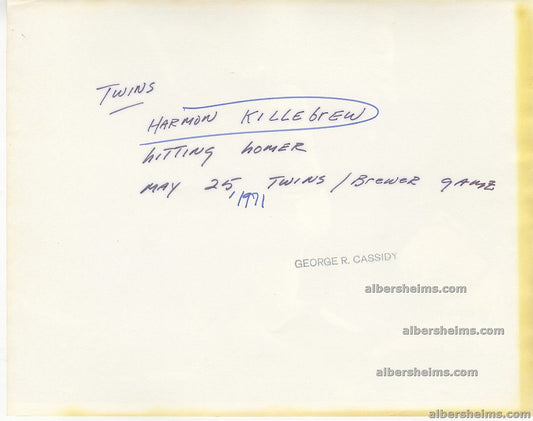 TWINS
HARMON KILLEbrEW
hITTING hOMER
MAY 25, 1971 TWINS / BrEWER GAME
GEORGE R. CASSIDY
albersheims.com
albersheims.com
albersheims.com
albersheims.com